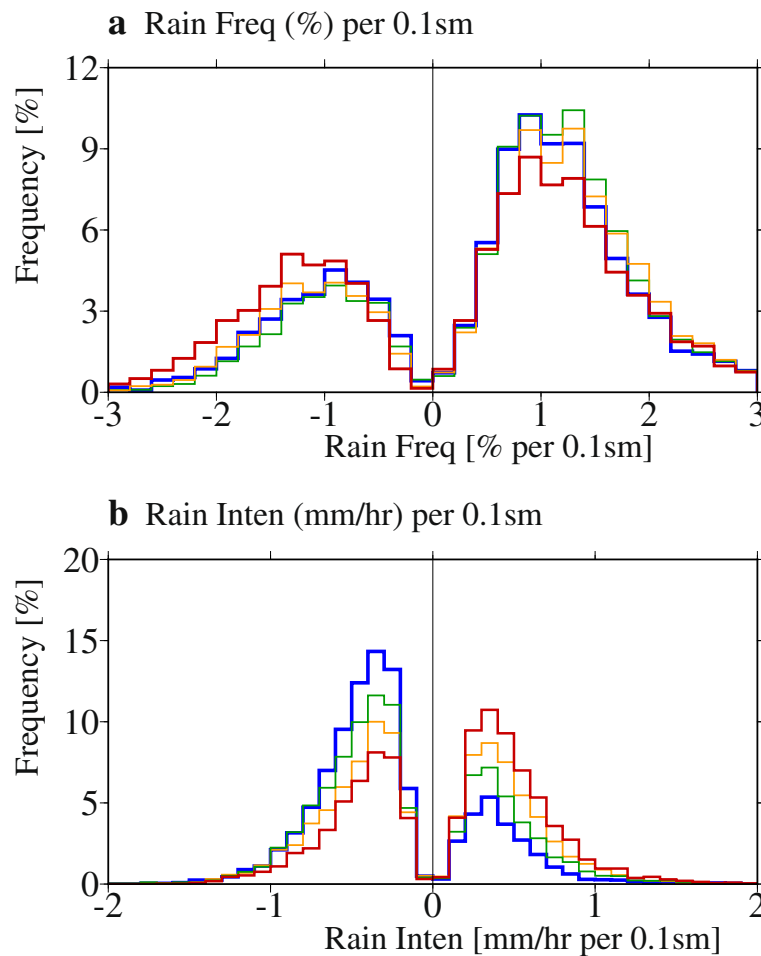 a Rain Freq (%) per 0.1sm
12
9
6
3
0
Frequency [%]
-3 -2 -1 0 1 2 3
Rain Freq [% per 0.1sm]
b Rain Inten (mm/hr) per 0.1sm
20
15
10
5
0
Frequency [%]
-2 -1 0 1 2
Rain Inten [mm/hr per 0.1sm]